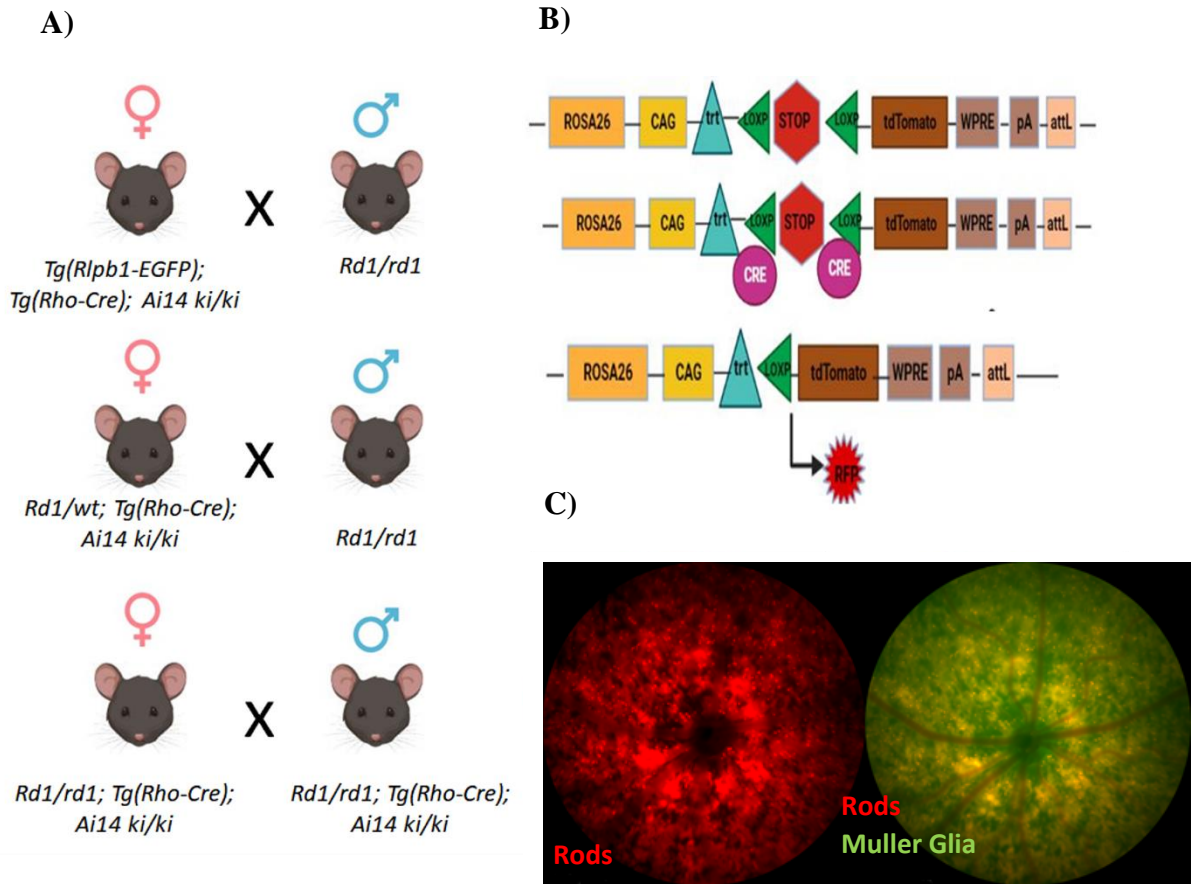 A)
♀ ♂
X
Tg(Rlpb1-EGFP);
Tg(Rho-Cre); Ai14 ki/ki
Rd1/rd1
♀ ♂
X
Rd1/wt; Tg(Rho-Cre);
Ai14 ki/ki
Rd1/rd1
♀ ♂
X
Rd1/rd1; Tg(Rho-Cre);
Ai14 ki/ki
Rd1/rd1; Tg(Rho-Cre);
Ai14 ki/ki
B)
ROSA26 CAG trt LOXP STOP LOXP tdTomato WPRE pA attL
ROSA26 CAG trt LOXP STOP LOXP tdTomato WPRE pA attL
CRE CRE
ROSA26 CAG trt LOXP tdTomato WPRE pA attL
RFP
C)
Rods
Rods
Muller Glia